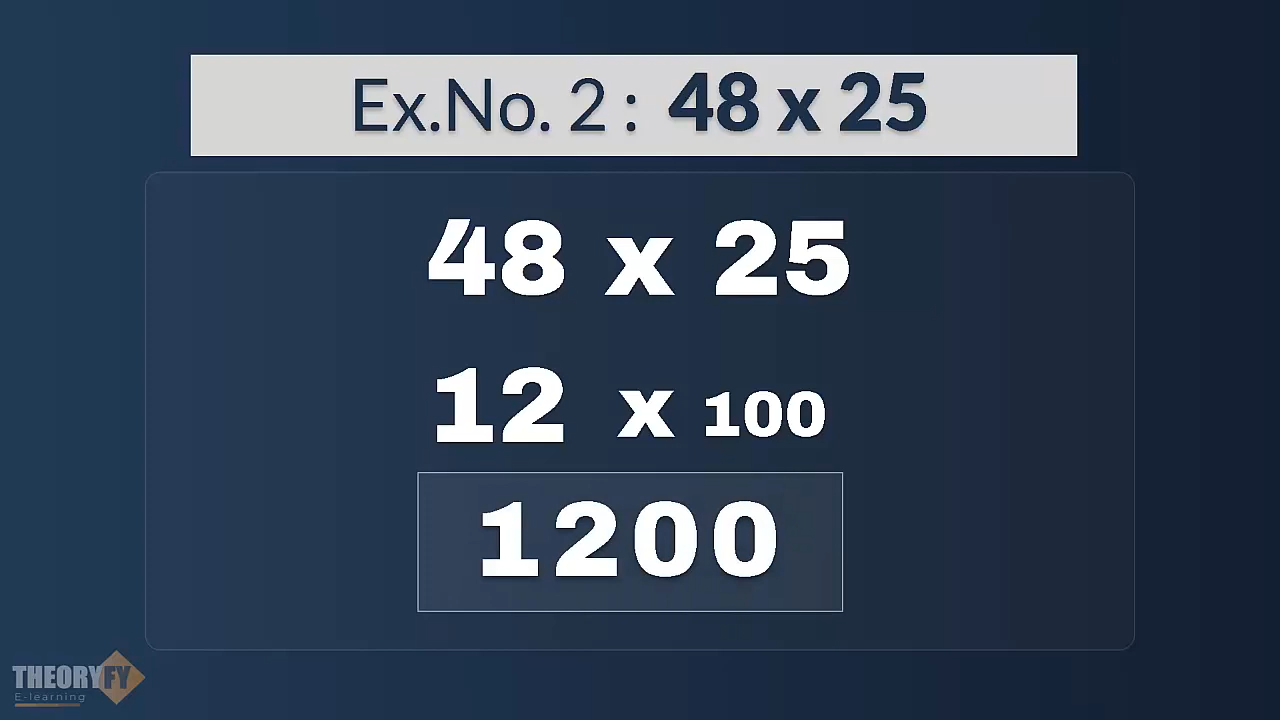 Ex.No. 2 : 48 x 25
48 x 25
12 x 100
1200
THEORYFY
E-learning